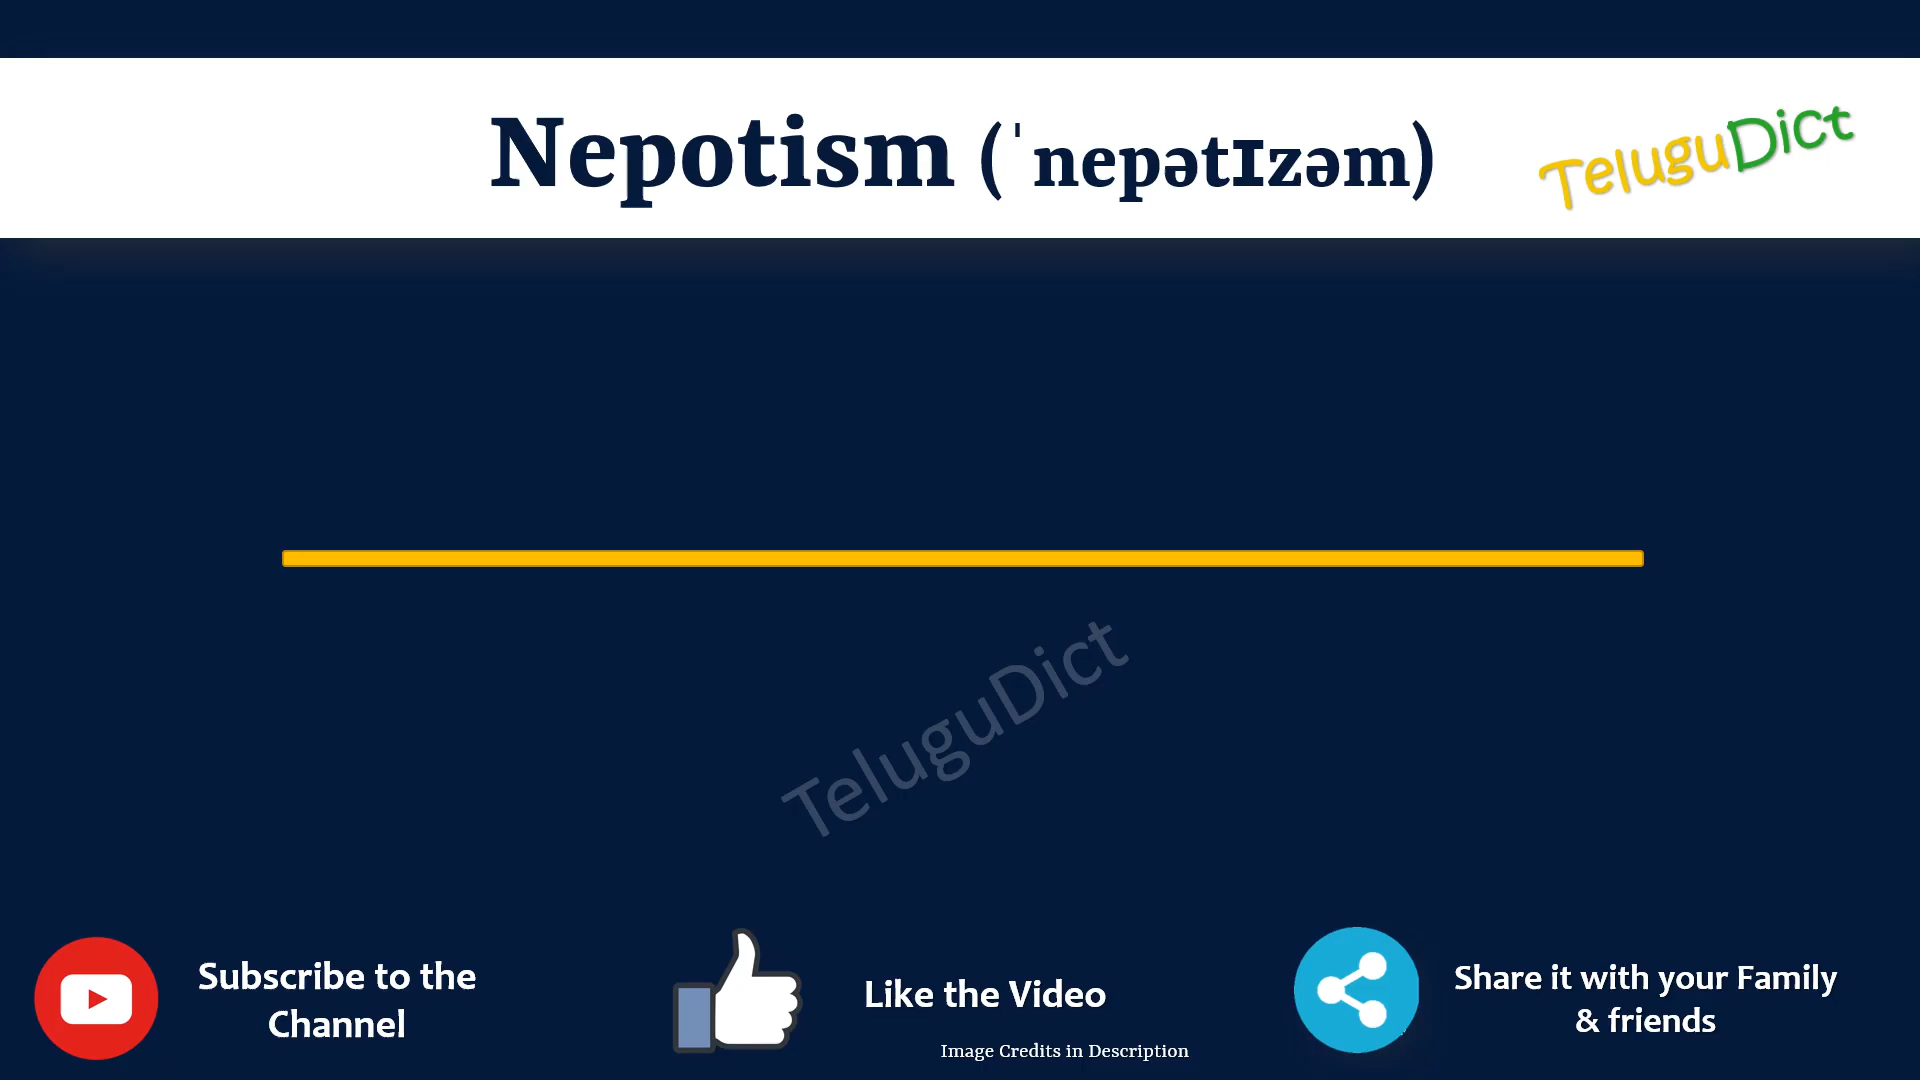 Nepotism (ˈnepətɪzəm)
TeluguDict
TeluguDict
Subscribe to the
Channel
Like the Video
Share it with your Family
& friends
Image Credits in Description